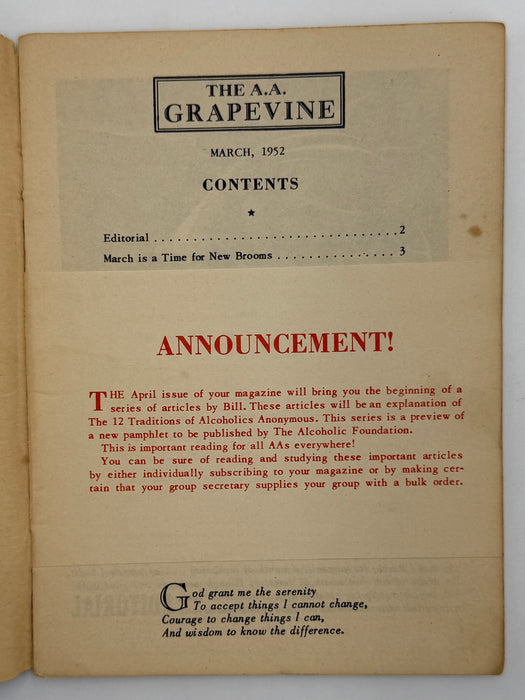 THE A.A.
GRAPEVINE
MARCH, 1952
CONTENTS
★
Editorial . . . . . . . . . . . . . . . . . . . . . . . . . . . . . . . . 2
March is a Time for New Brooms . . . . . . . . . . . . . . . . 3
ANNOUNCEMENT!
THE April issue of your magazine will bring you the beginning of a
series of articles by Bill. These articles will be an explanation of
The 12 Traditions of Alcoholics Anonymous. This series is a preview of
a new pamphlet to be published by The Alcoholic Foundation.
This is important reading for all AAs everywhere!
You can be sure of reading and studying these important articles
by either individually subscribing to your magazine or by making cer-
tain that your group secretary supplies your group with a bulk order.
God grant me the serenity
To accept things I cannot change,
Courage to change things I can,
And wisdom to know the difference.